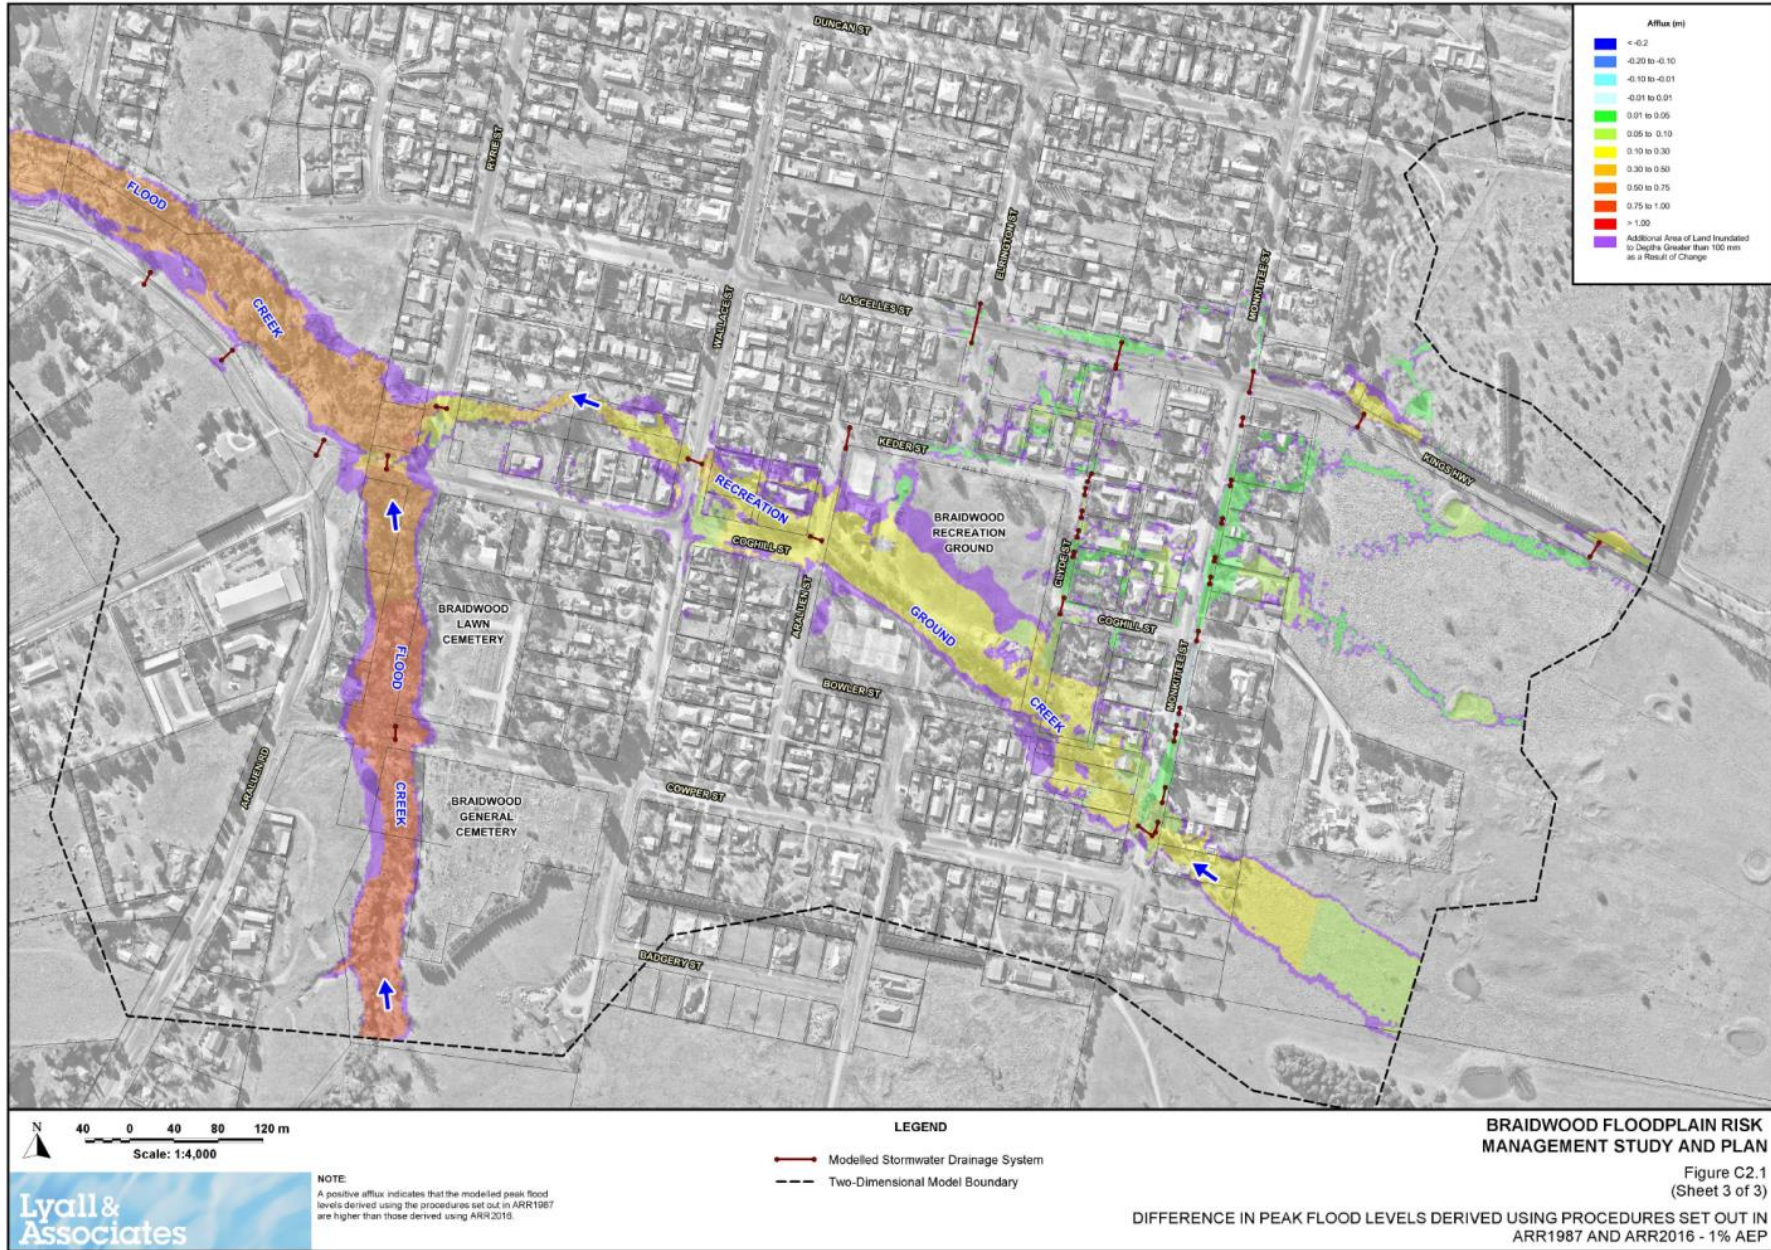 DUNCAN ST
Afflux (m)
< -0.2
-0.20 to -0.10
-0.10 to -0.01
-0.01 to 0.01
0.01 to 0.05
0.05 to 0.10
0.10 to 0.30
0.30 to 0.50
0.50 to 0.75
0.75 to 1.00
> 1.00
Additional Area of Land Inundated
to Depths Greater than 100 mm
as a Result of Change
RYRIE ST
FLOOD
CREEK
WALLACE ST
LASCELLES ST
ELRINGTON ST
MONKITTEE ST
KEDER ST
KINGS HWY
RECREATION
COGHILL ST
BRAIDWOOD
RECREATION
GROUND
CLYDE ST
ARALUEN ST
GROUND
COGHILL ST
BRAIDWOOD
LAWN
CEMETERY
FLOOD
BOWLER ST
CREEK
MONKITTEE ST
ARALUEN RD
CREEK
BRAIDWOOD
GENERAL
CEMETERY
COWPER ST
BADGERY ST
N
40 0 40 80 120 m
Scale: 1:4,000
Lyall &
Associates
NOTE:
A positive afflux indicates that the modelled peak flood
levels derived using the procedures set out in ARR1987
are higher than those derived using ARR2016.
LEGEND
Modelled Stormwater Drainage System
Two-Dimensional Model Boundary
BRAIDWOOD FLOODPLAIN RISK
MANAGEMENT STUDY AND PLAN
Figure C2.1
(Sheet 3 of 3)
DIFFERENCE IN PEAK FLOOD LEVELS DERIVED USING PROCEDURES SET OUT IN
ARR1987 AND ARR2016 - 1% AEP